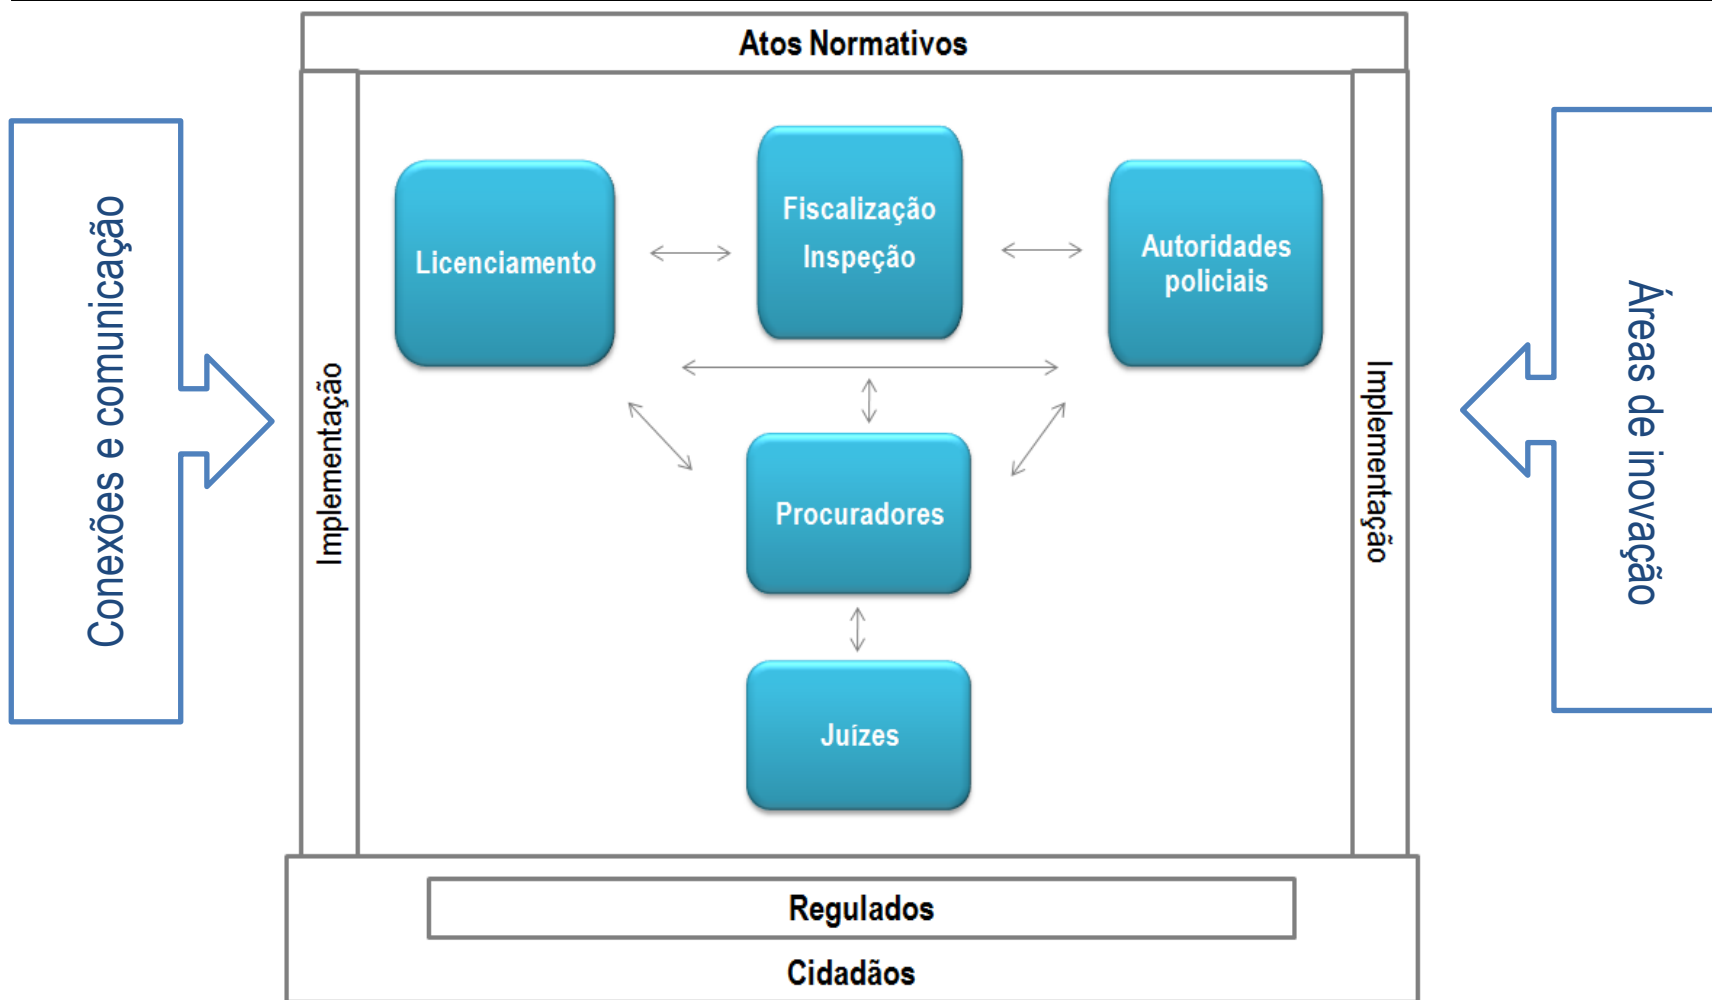 Atos Normativos
Conexões e comunicação
Implementação
Licenciamento
Fiscalização
Inspeção
Autoridades
policiais
Implementação
Áreas de inovação
Procuradores
Juízes
Regulados
Cidadãos